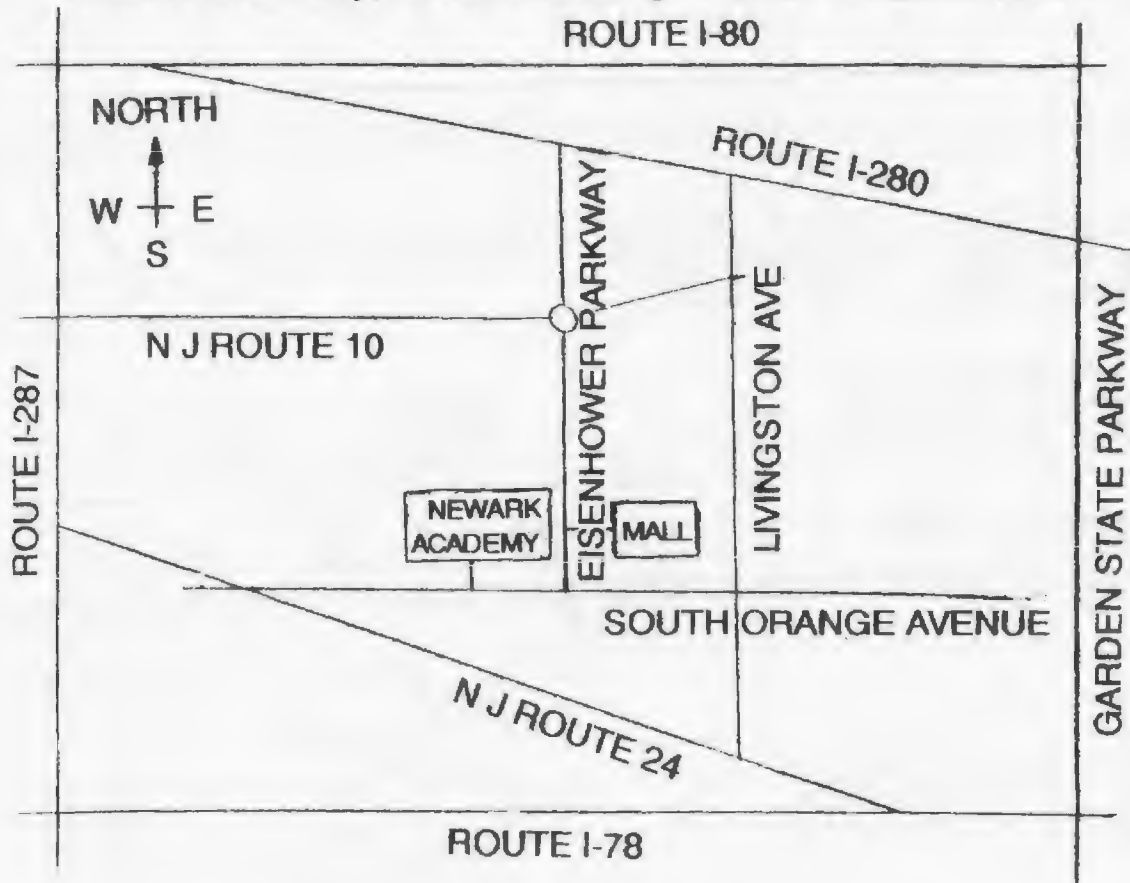 ROUTE I-80
NORTH
W E
S
ROUTE I-280
EISENHOWER PARKWAY
N J ROUTE 10
LIVINGSTON AVE
ROUTE I-287
GARDEN STATE PARKWAY
NEWARK
ACADEMY
MALL
SOUTH ORANGE AVENUE
N J ROUTE 24
ROUTE I-78